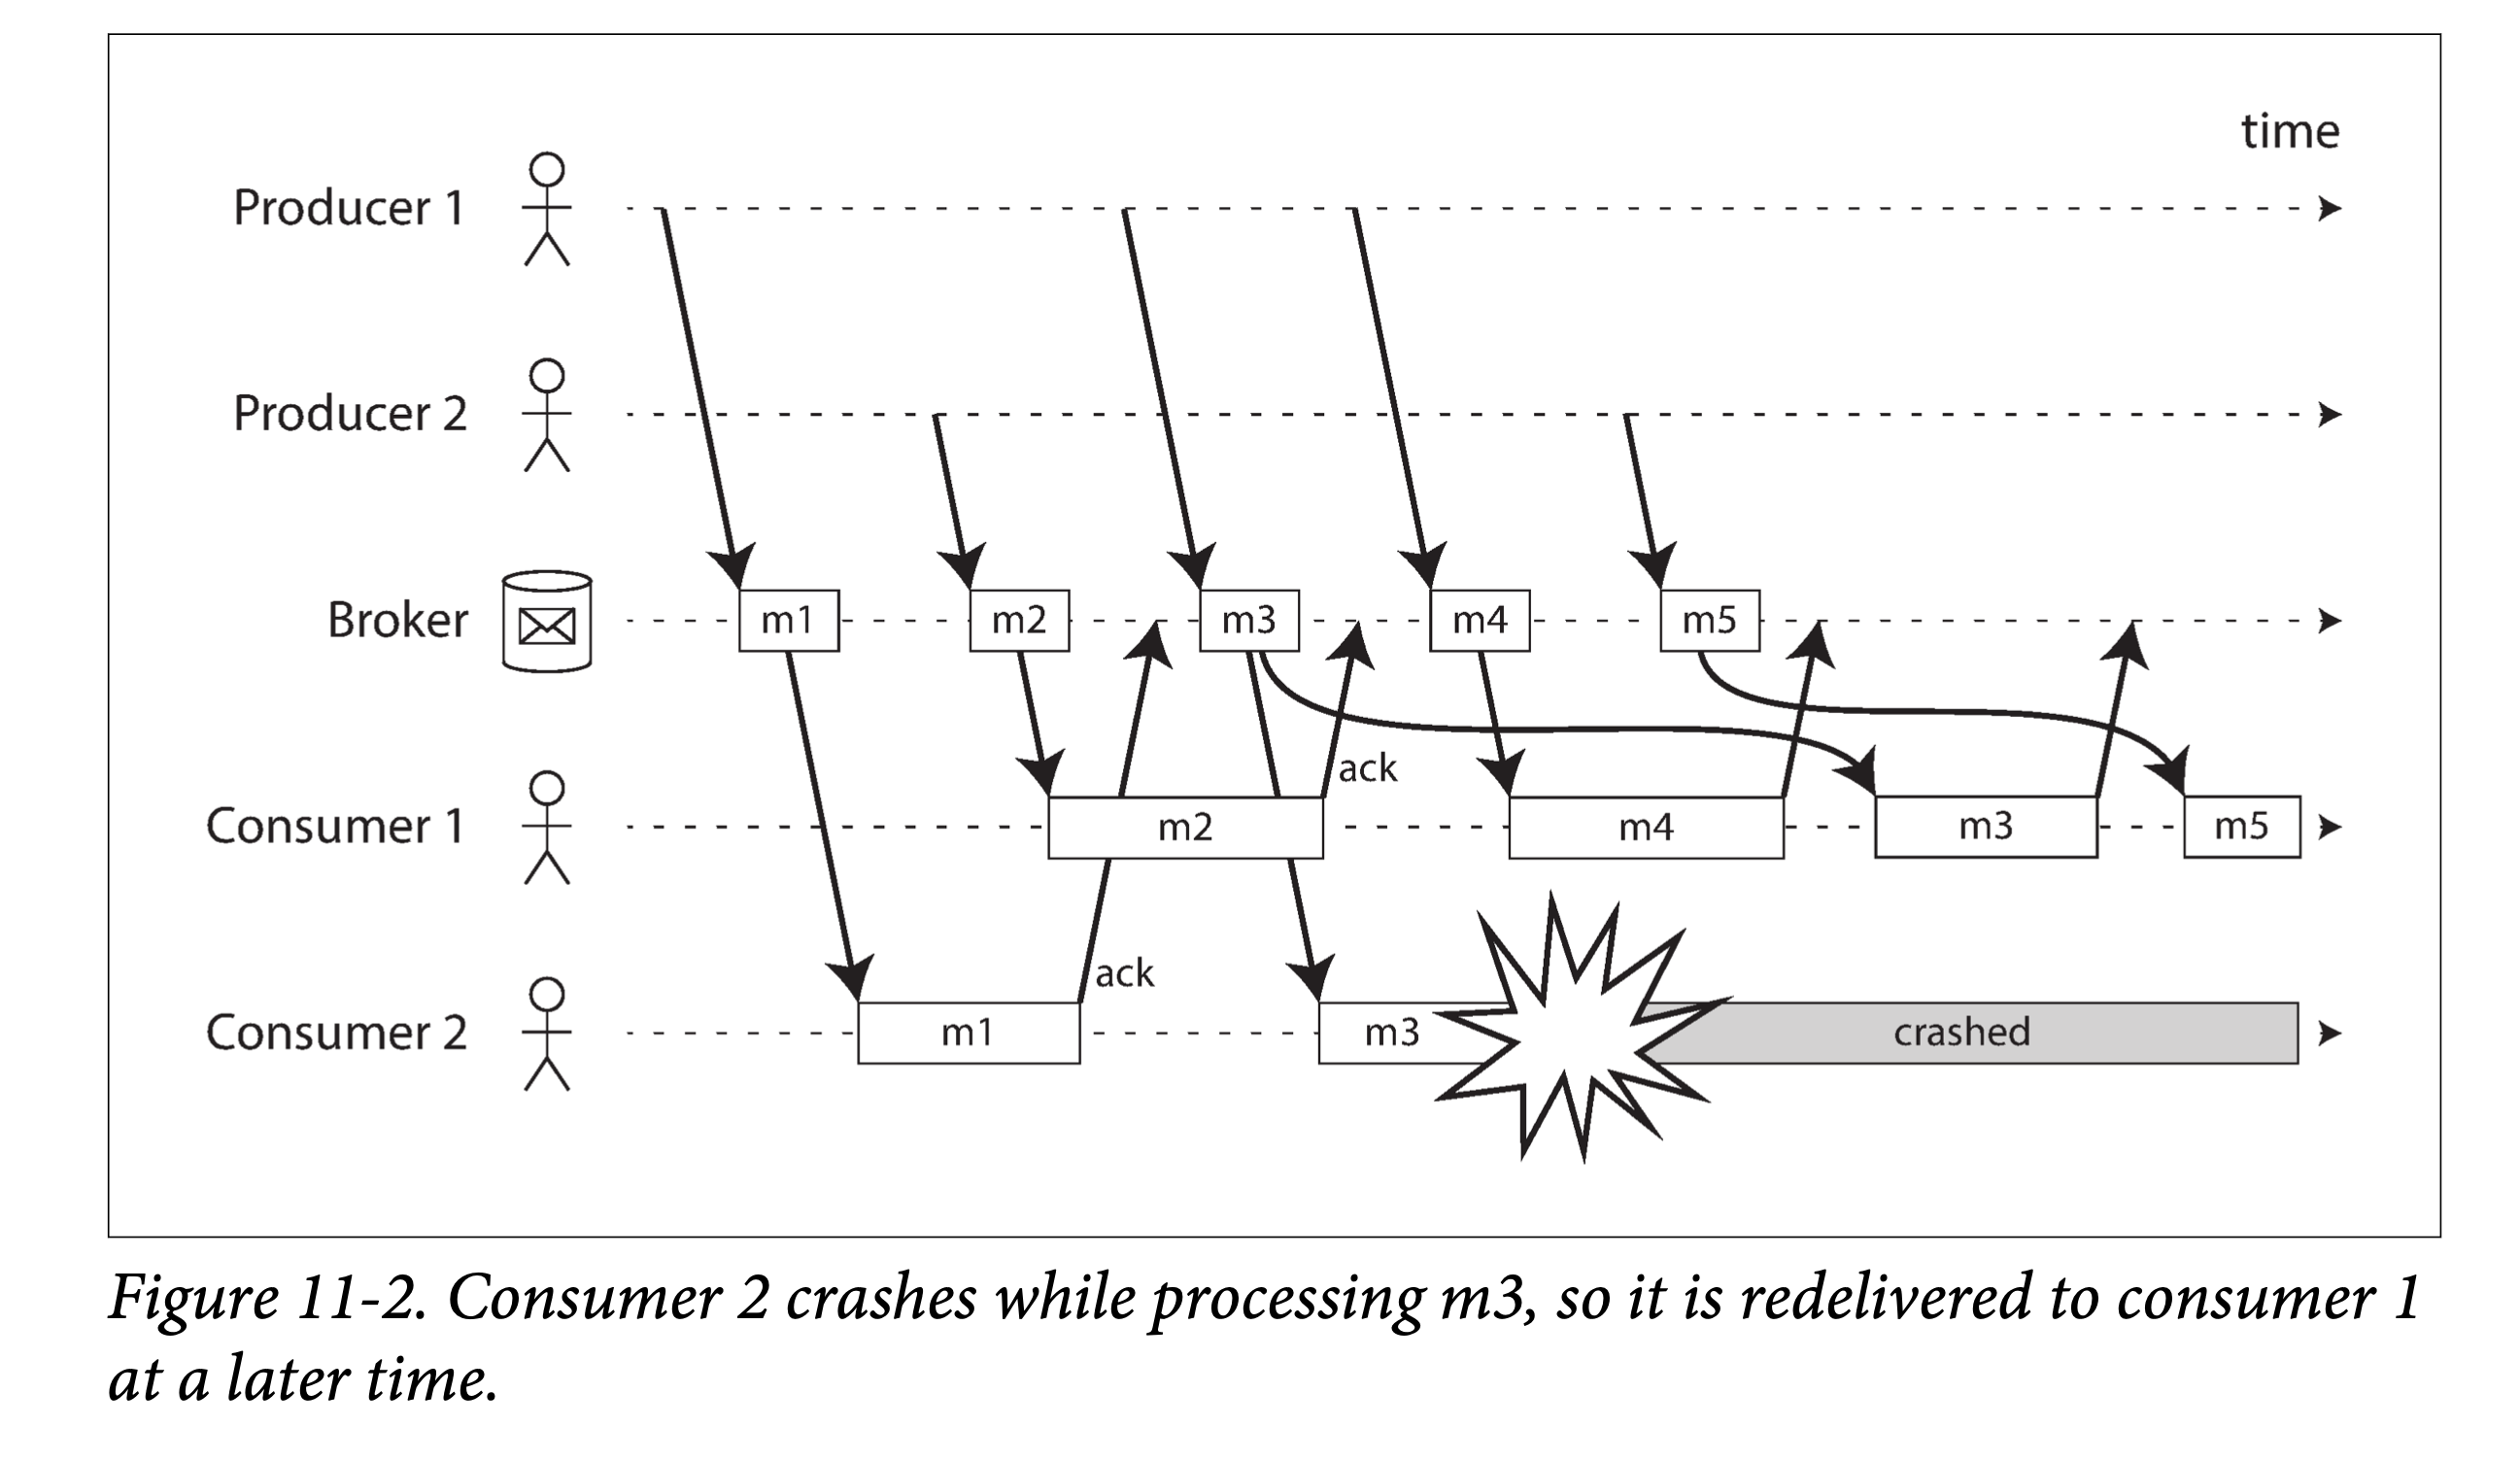 time
Producer 1
Producer 2
Broker
m1
m2
m3
m4
m5
ack
Consumer 1
m2
m4
m3
m5
ack
Consumer 2
m1
m3
crashed
Figure 11-2. Consumer 2 crashes while processing m3, so it is redelivered to consumer 1
at a later time.